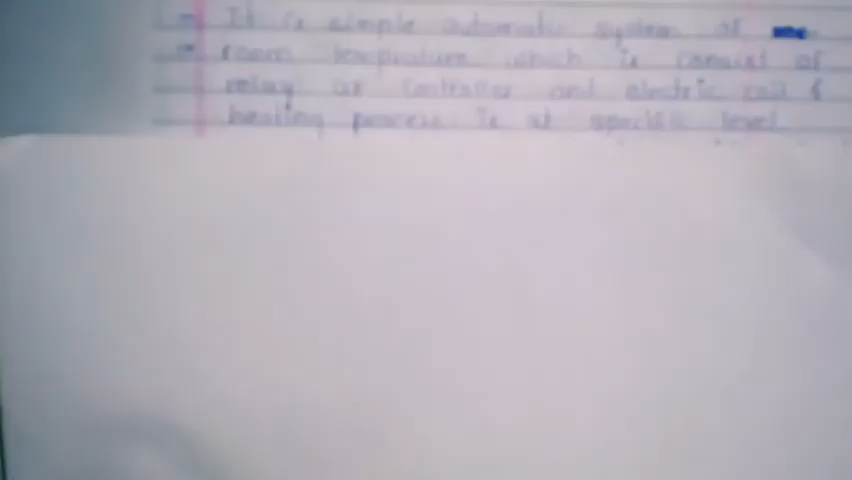 It is simple automatic system of
room temprature which is consist of
relay as controller and electric coil &
heating process is at specific level